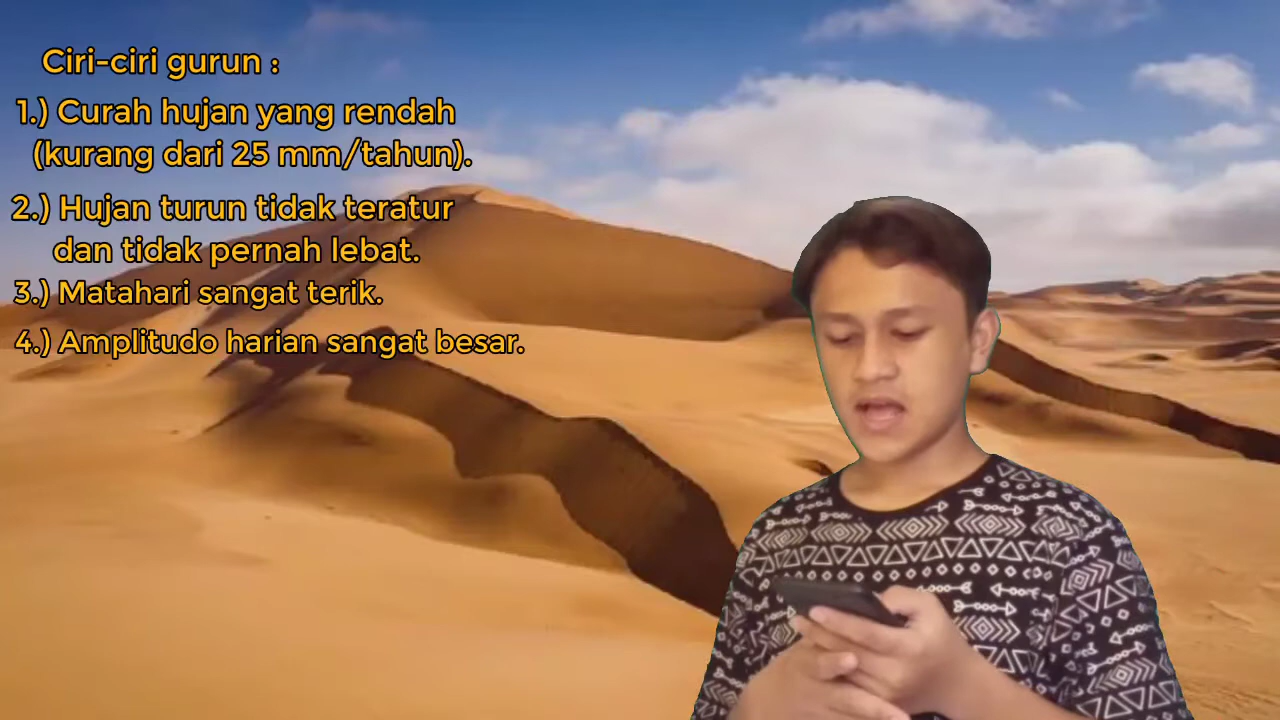 Ciri-ciri gurun :
1.) Curah hujan yang rendah
(kurang dari 25 mm/tahun).
2.) Hujan turun tidak teratur
dan tidak pernah lebat.
3.) Matahari sangat terik.
4.) Amplitudo harian sangat besar.